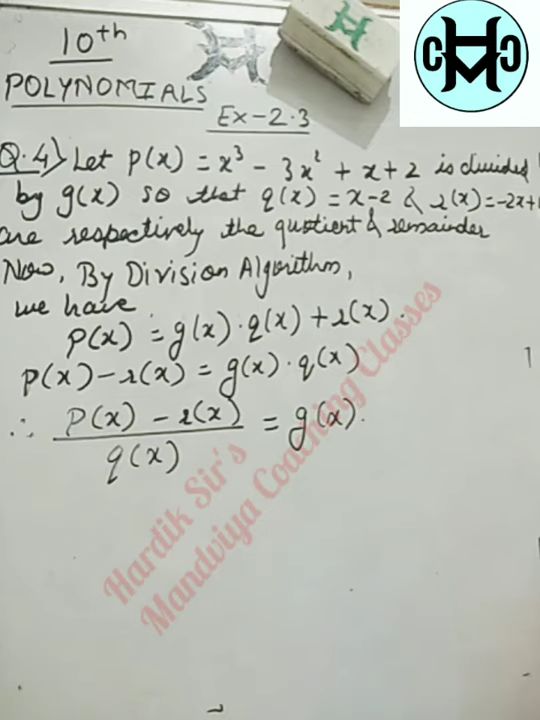 10th
POLYNOMIALS
Ex-2.3
Q.4) Let p(x) = x³ - 3x² + x + 2 is divided
by g(x) so that q(x) = x-2 & r(x) = -2x+
are respectively the quotient & remainder
Now, By Division Algorithm,
we have
p(x) = g(x) · q(x) + r(x).
p(x) - r(x) = g(x) · q(x)
∴ p(x) - r(x) / q(x) = g(x).
Hardik Sir's
Mandviya Coaching Classes